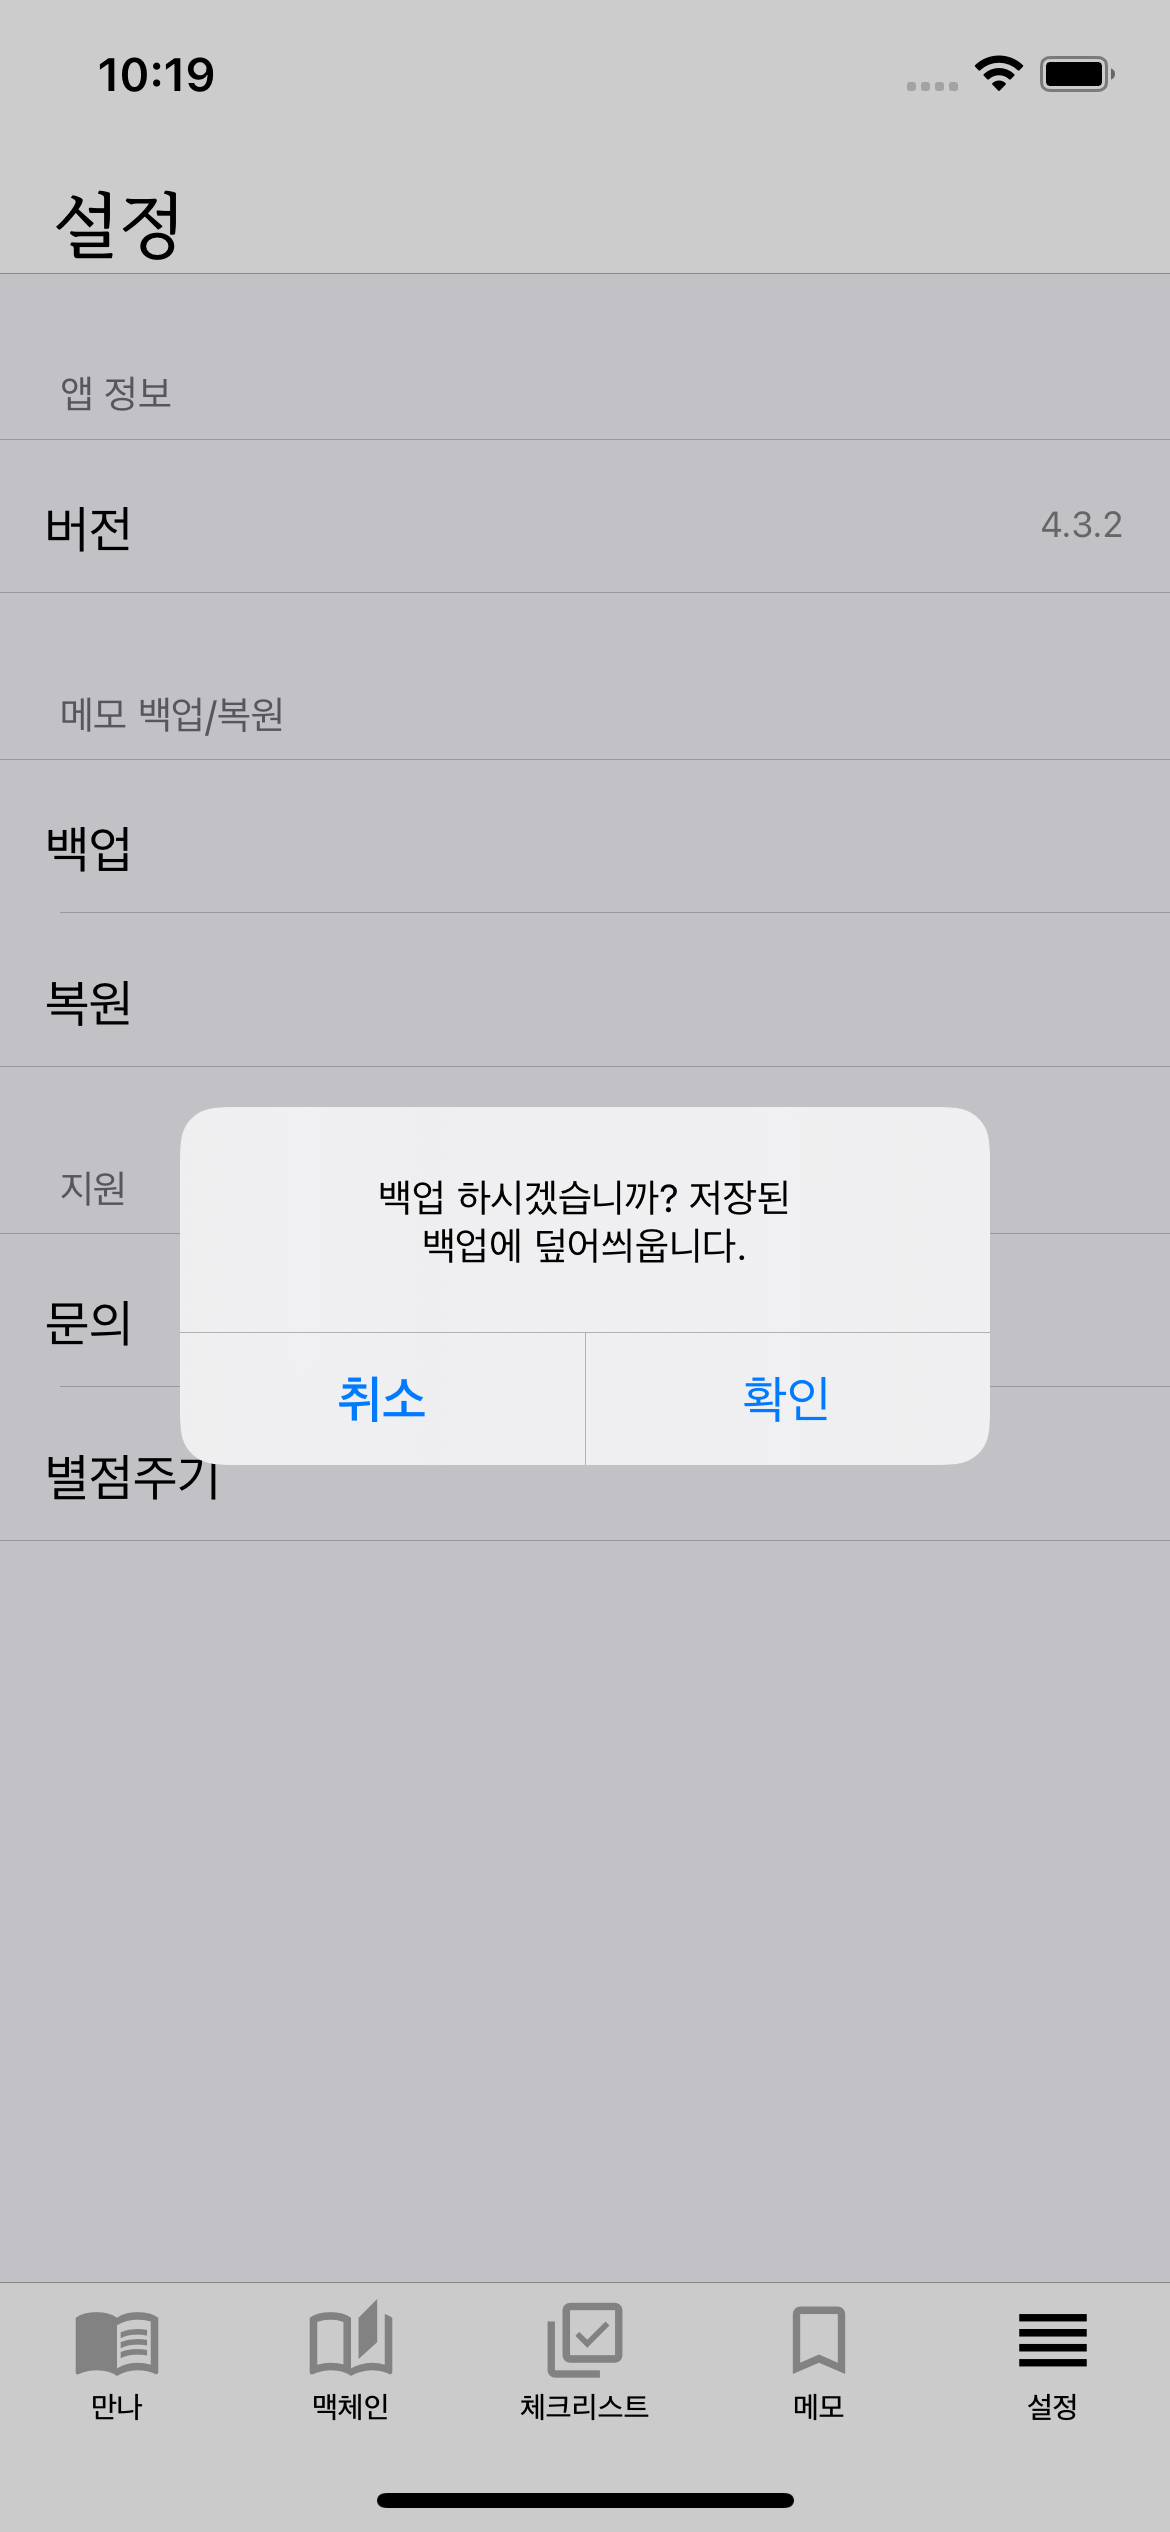 10:19
설정
앱 정보
버전
4.3.2
메모 백업/복원
백업
복원
지원
백업 하시겠습니까? 저장된
백업에 덮어씌웁니다.
취소
확인
문의
별점주기
만나
맥체인
체크리스트
메모
설정